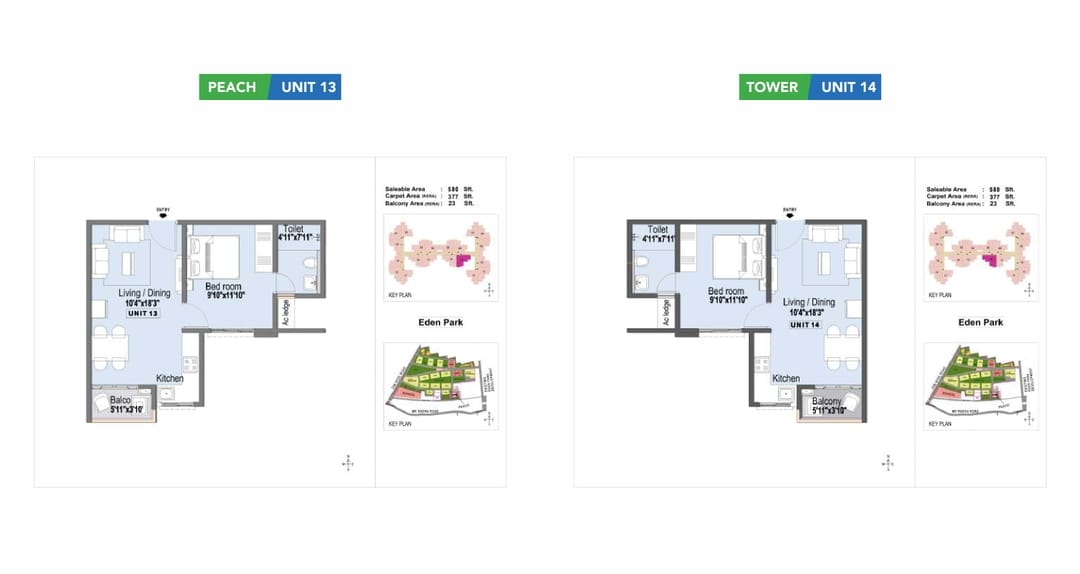 PEACH UNIT 13
TOWER UNIT 14
Saleable Area : 580 Sft.
Carpet Area (RERA) : 377 Sft.
Balcony Area (RERA) : 23 Sft.
ENTRY
Toilet
4'11"x7'11"
Bed room
9'10"x11'10"
Living / Dining
10'4"x18'3"
UNIT 13
Ac ledge
Kitchen
Balco
5'11"x3'10"
KEY PLAN
Eden Park
KEY PLAN
Saleable Area : 580 Sft.
Carpet Area (RERA) : 377 Sft.
Balcony Area (RERA) : 23 Sft.
ENTRY
Toilet
4'11"x7'11"
Bed room
9'10"x11'10"
Living / Dining
10'4"x18'3"
UNIT 14
Ac ledge
Kitchen
Balcony
5'11"x3'10"
KEY PLAN
Eden Park
KEY PLAN